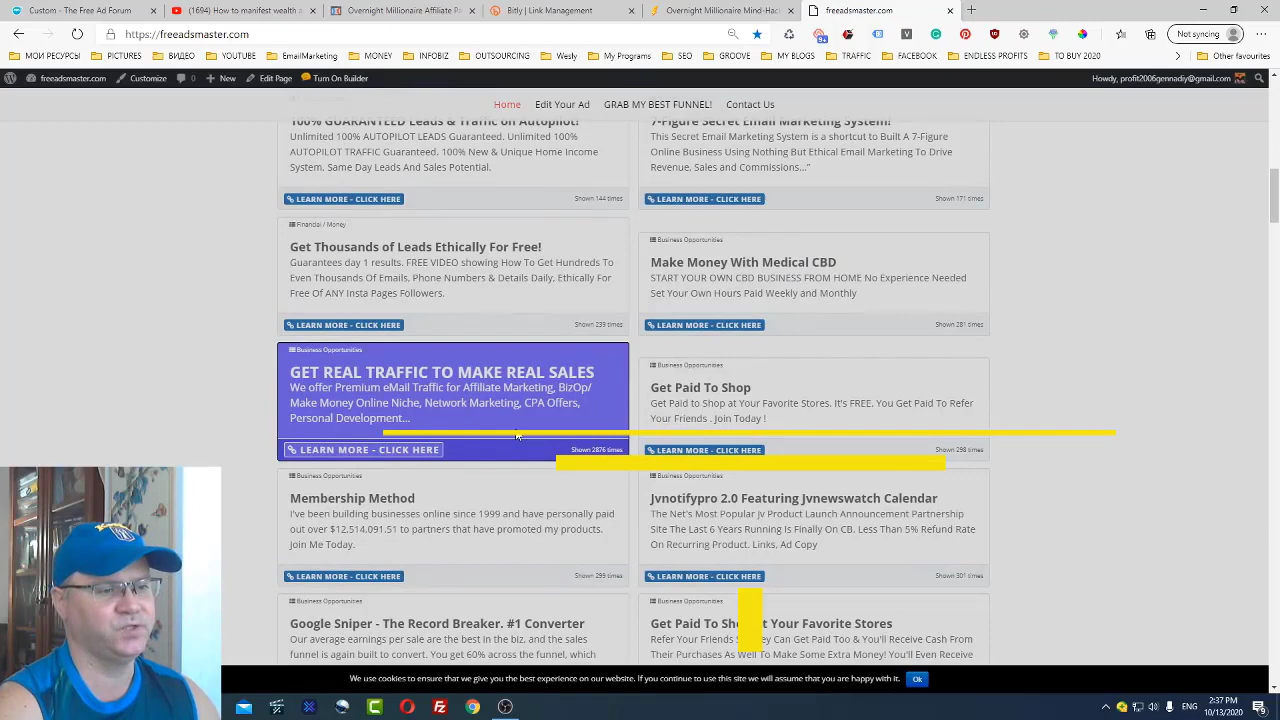 Custom - The Free Ad Forum
(1694) How to manifest wealth a
Overnight Millionaire Affiliate Pa
Bitly | Link Management
Overnight Millionaire Mind-Hack
freeadsmaster.com
https://freeadsmaster.com
Not syncing
МОИ РЕСУРСЫ
PICTURES
YOUTUBE
EmailMarketing
MONEY
INFOBIZ
OUTSOURCING
Wesly
My Programs
SOFT
COURSES
TRAFFIC
ENDLESS PROFITS
TO BUY 2020
Other favourites
freeadsmaster.com
Customize
0
New
Edit Page
Turn On Builder
Howdy, profit2006gennadiy@gmail.com
Home
Edit Your Ad
GRAB MY BEST FUNNEL!
Contact Us
100% GUARANTEED Leads & Traffic on Autopilot!
Unlimited 100% AUTOPILOT LEADS Guaranteed. Unlimited 100%
AUTOPILOT TRAFFIC Guaranteed. 100% New & Unique Home Income
System. Same Day Leads And Sales Potential.
LEARN MORE - CLICK HERE
Shown 144 times
7-Figure Secret Email Marketing System!
This Secret Email Marketing System is a shortcut to Built A 7-Figure
Online Business Using Nothing But Ethical Email Marketing To Drive
Revenue, Sales and Commissions..."
LEARN MORE - CLICK HERE
Shown 171 times
Financial / Money
Get Thousands of Leads Ethically For Free!
Guarantees day 1 results. FREE VIDEO showing How To Get Hundreds To
Even Thousands Of Emails, Phone Numbers & Details Daily, Ethically For
Free Of ANY Insta Pages Followers.
LEARN MORE - CLICK HERE
Shown 239 times
Business Opportunities
Make Money With Medical CBD
START YOUR OWN CBD BUSINESS FROM HOME No Experience Needed
Set Your Own Hours Paid Weekly and Monthly
LEARN MORE - CLICK HERE
Shown 281 times
Business Opportunities
GET REAL TRAFFIC TO MAKE REAL SALES
We offer Premium eMail Traffic for Affiliate Marketing, BizOp/
Make Money Online Niche, Network Marketing, CPA Offers,
Personal Development...
LEARN MORE - CLICK HERE
Shown 2876 times
Business Opportunities
Get Paid To Shop
Get Paid to Shop at Your Favorite Stores. It's FREE. You Get Paid To Refer
Your Friends . Join Today !
LEARN MORE - CLICK HERE
Shown 298 times
Business Opportunities
Membership Method
I've been building businesses online since 1999 and have personally paid
out over $12,514,091.51 to partners that have promoted my products.
Join Me Today.
LEARN MORE - CLICK HERE
Shown 299 times
Business Opportunities
Jvnotifypro 2.0 Featuring Jvnewswatch Calendar
The Net's Most Popular Jv Product Launch Announcement Partnership
Site The Last 6 Years Running Is Finally On CB. Less Than 5% Refund Rate
On Recurring Product. Links, Ad Copy
LEARN MORE - CLICK HERE
Shown 301 times
Business Opportunities
Google Sniper - The Record Breaker. #1 Converter
Our average earnings per sale are the best in the biz, and the sales
funnel is again built to convert. You get 60% across the funnel, which
Business Opportunities
Get Paid To Your Favorite Stores
Refer Your Friends Can Get Paid Too & You'll Receive Cash From
Their Purchases As Well To Make Some Extra Money! You'll Even Receive
We use cookies to ensure that we give you the best experience on our website. If you continue to use this site we will assume that you are happy with it.
Ok
2:37 PM
10/13/2020